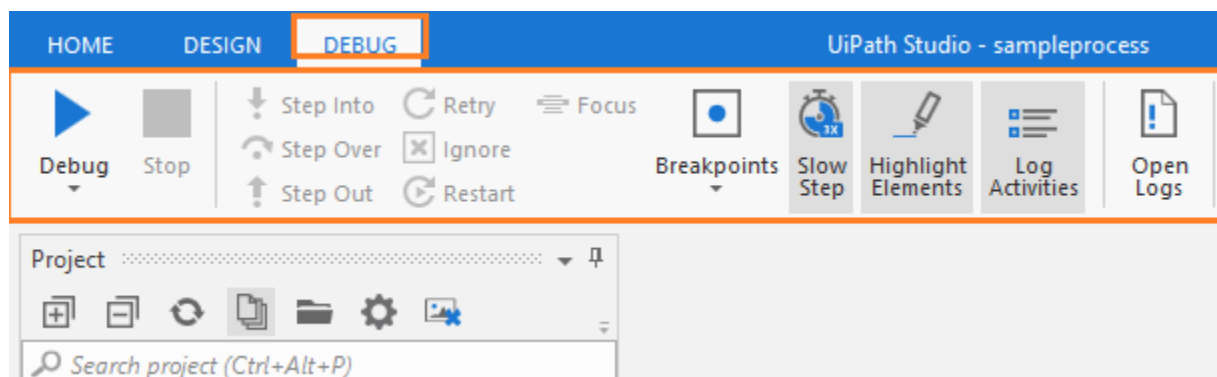 HOME DESIGN DEBUG UiPath Studio - sampleprocess
Step Into Retry Focus
Step Over Ignore
Step Out Restart
Debug Stop Breakpoints Slow Step Highlight Elements Log Activities Open Logs
3X
Project
Search project (Ctrl+Alt+P)